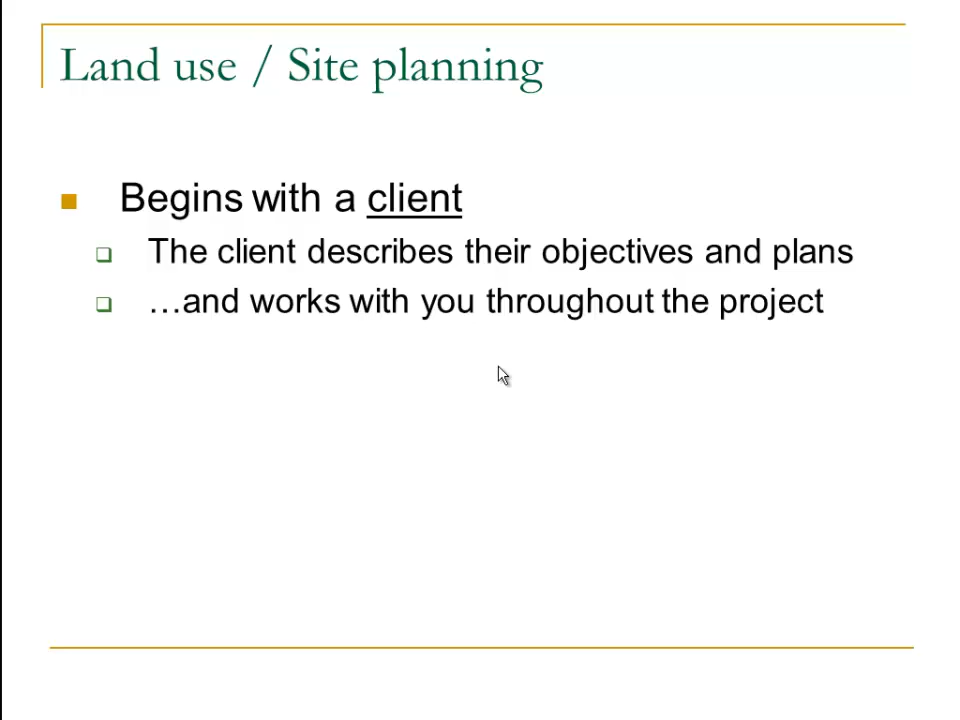 Land use / Site planning
Begins with a client
The client describes their objectives and plans
…and works with you throughout the project